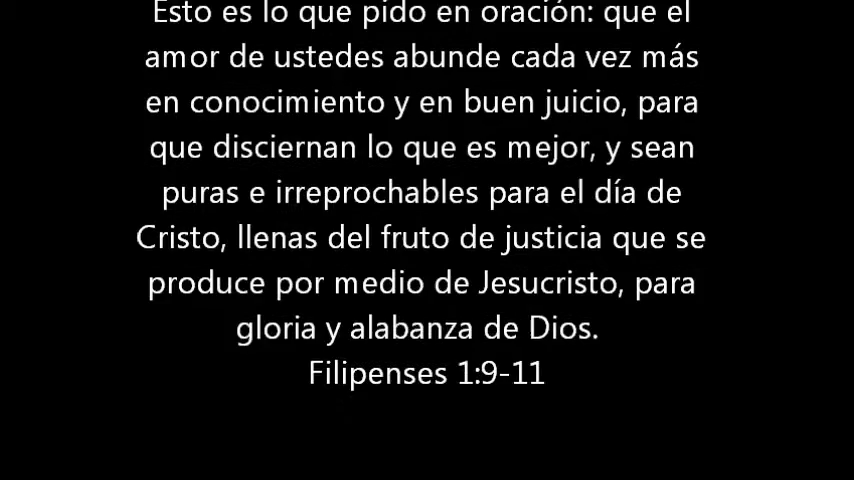 Esto es lo que pido en oración: que el
amor de ustedes abunde cada vez más
en conocimiento y en buen juicio, para
que disciernan lo que es mejor, y sean
puras e irreprochables para el día de
Cristo, llenas del fruto de justicia que se
produce por medio de Jesucristo, para
gloria y alabanza de Dios.
Filipenses 1:9-11